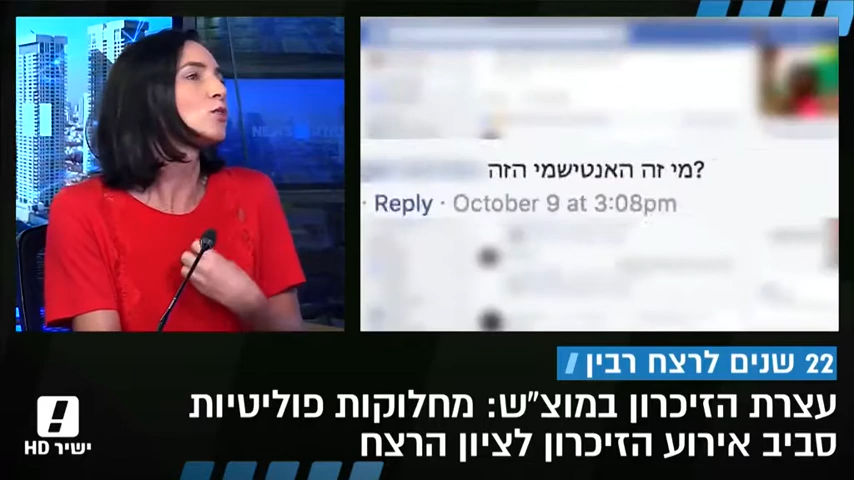 מי זה האנטישמי הזה?
· Reply · October 9 at 3:08pm
22 שנים לרצח רבין
עצרת הזיכרון במוצ"ש: מחלוקות פוליטיות
סביב אירוע הזיכרון לציון הרצח
ישיר HD